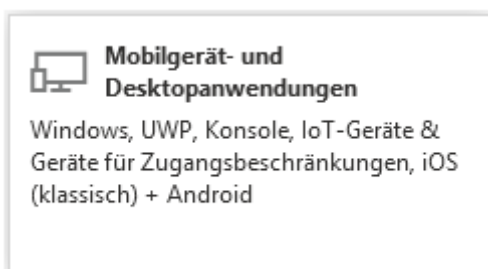 Mobilgerät- und
Desktopanwendungen
Windows, UWP, Konsole, IoT-Geräte &
Geräte für Zugangsbeschränkungen, iOS
(klassisch) + Android